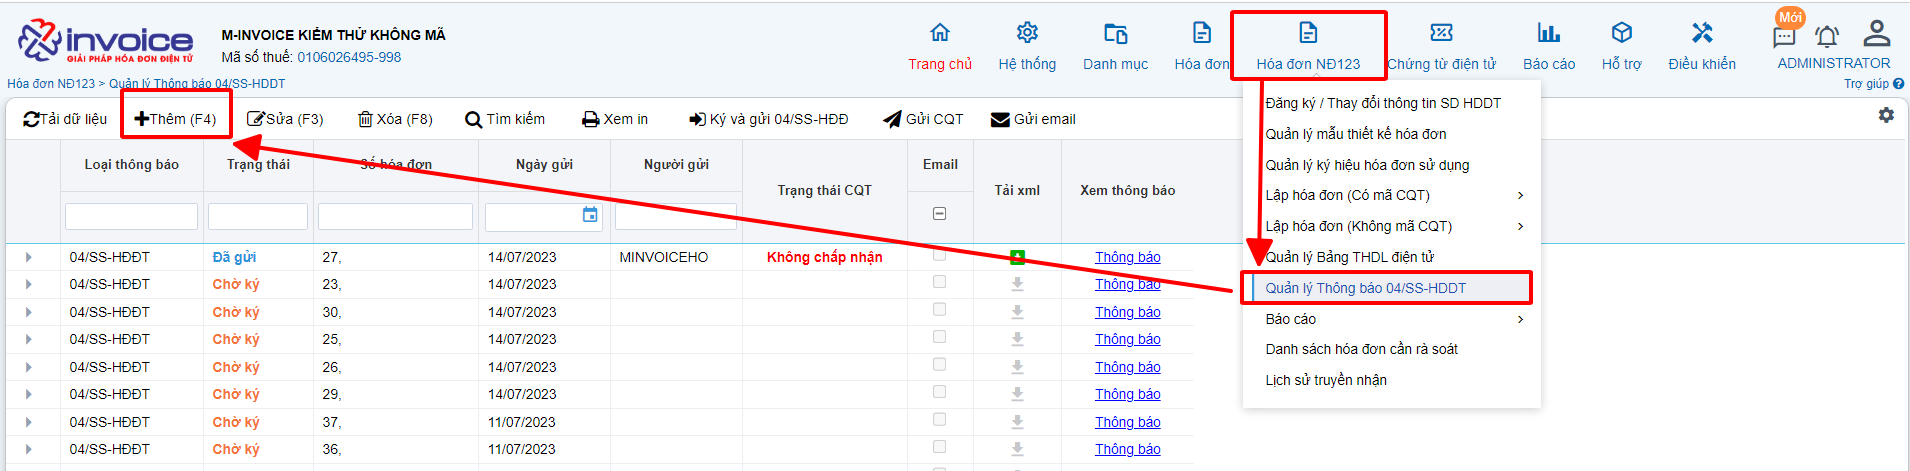 invoice
GIẢI PHÁP HÓA ĐƠN ĐIỆN TỬ
M-INVOICE KIỂM THỬ KHÔNG MÃ
Mã số thuế: 0106026495-998
Trang chủ
Hệ thống
Danh mục
Hóa đơn
Hóa đơn NĐ123
Chứng từ điện tử
Báo cáo
Hỗ trợ
Điều khiển
Mới
ADMINISTRATOR
Hóa đơn NĐ123 > Quản lý Thông báo 04/SS-HDDT
Trợ giúp
Tải dữ liệu
Thêm (F4)
Sửa (F3)
Xóa (F8)
Tìm kiếm
Xem in
Ký và gửi 04/SS-HĐĐ
Gửi CQT
Gửi email
Loại thông báo
Trạng thái
Số hóa đơn
Ngày gửi
Người gửi
Trạng thái CQT
Email
Tải xml
Xem thông báo
04/SS-HĐĐT Đã gửi 27, 14/07/2023 MINVOICEHO Không chấp nhận Thông báo
04/SS-HĐĐT Chờ ký 23, 14/07/2023 Thông báo
04/SS-HĐĐT Chờ ký 30, 14/07/2023 Thông báo
04/SS-HĐĐT Chờ ký 25, 14/07/2023 Thông báo
04/SS-HĐĐT Chờ ký 26, 14/07/2023 Thông báo
04/SS-HĐĐT Chờ ký 29, 14/07/2023 Thông báo
04/SS-HĐĐT Chờ ký 37, 11/07/2023 Thông báo
04/SS-HĐĐT Chờ ký 36, 11/07/2023 Thông báo
Đăng ký / Thay đổi thông tin SD HDDT
Quản lý mẫu thiết kế hóa đơn
Quản lý ký hiệu hóa đơn sử dụng
Lập hóa đơn (Có mã CQT)
Lập hóa đơn (Không mã CQT)
Quản lý Bảng THDL điện tử
Quản lý Thông báo 04/SS-HDDT
Báo cáo
Danh sách hóa đơn cần rà soát
Lịch sử truyền nhận